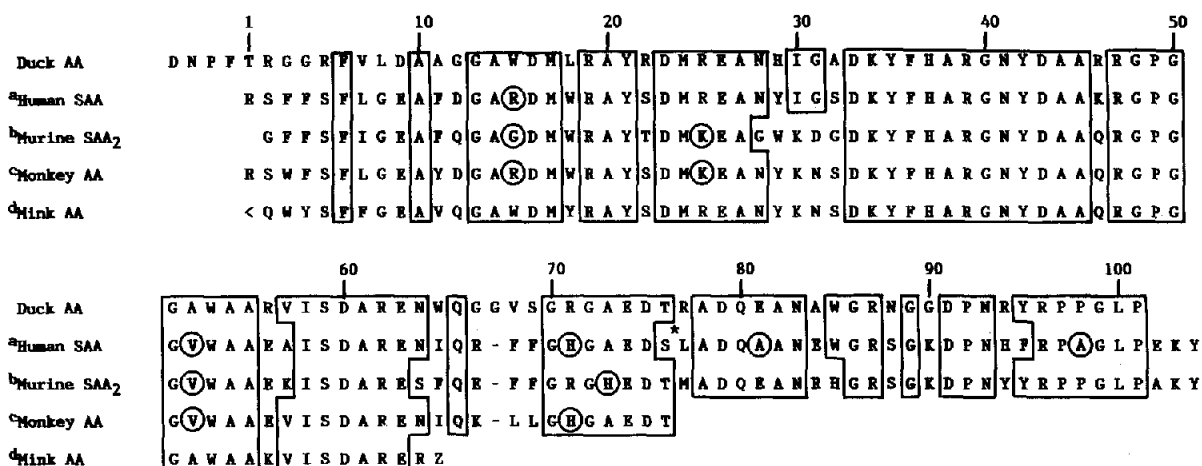 1 10 20 30 40 50
Duck AA D N P F T R G G R F V L D A A G G A W D M L R A Y R D M R E A N H I G A D K Y F H A R G N Y D A A R R G P G
aHuman SAA R S F F S F L G E A F D G A R D M W R A Y S D M R E A N Y I G S D K Y F H A R G N Y D A A K R G P G
bMurine SAA2 G F F S F I G E A F Q G A G D M W R A Y T D M K E A G W K D G D K Y F H A R G N Y D A A Q R G P G
cMonkey AA R S W F S F L G E A Y D G A R D M W R A Y S D M K E A N Y K N S D K Y F H A R G N Y D A A Q R G P G
dMink AA < Q W Y S F F G E A V Q G A W D M Y R A Y S D M R E A N Y K N S D K Y F H A R G N Y D A A Q R G P G
60 70 80 90 100
Duck AA G A W A A R V I S D A R E N W Q G G V S G R G A E D T R A D Q E A N A W G R N G G D P N R Y R P P G L P
aHuman SAA G V W A A E A I S D A R E N I Q R - F F G H G A E D S * L A D Q A A N E W G R S G K D P N H F R P A G L P E K Y
bMurine SAA2 G V W A A E K I S D A R E S F Q E - F F G R G H E D T M A D Q E A N R H G R S G K D P N Y Y R P P G L P A K Y
cMonkey AA G V W A A E V I S D A R E N I Q K - L L G H G A E D T
dMink AA G A W A A K V I S D A R E R Z